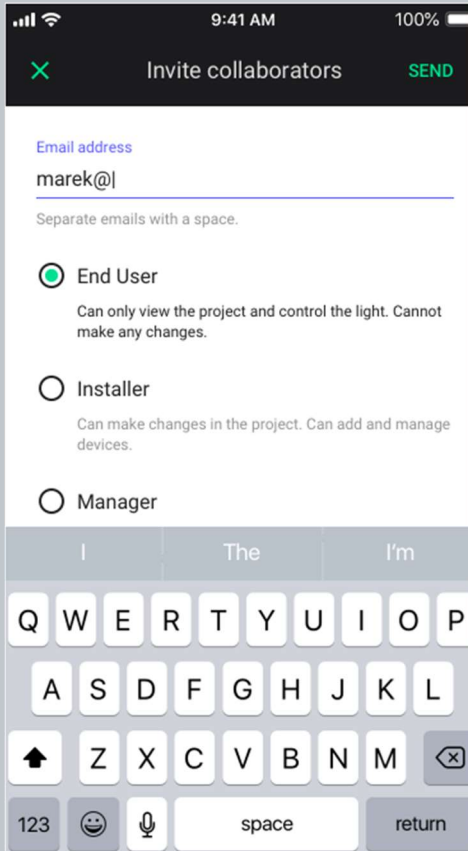 9:41 AM 100%
Invite collaborators SEND
Email address
marek@
Separate emails with a space.
End User
Can only view the project and control the light. Cannot
make any changes.
Installer
Can make changes in the project. Can add and manage
devices.
Manager
I The I'm
Q W E R T Y U I O P
A S D F G H J K L
Z X C V B N M
123 space return